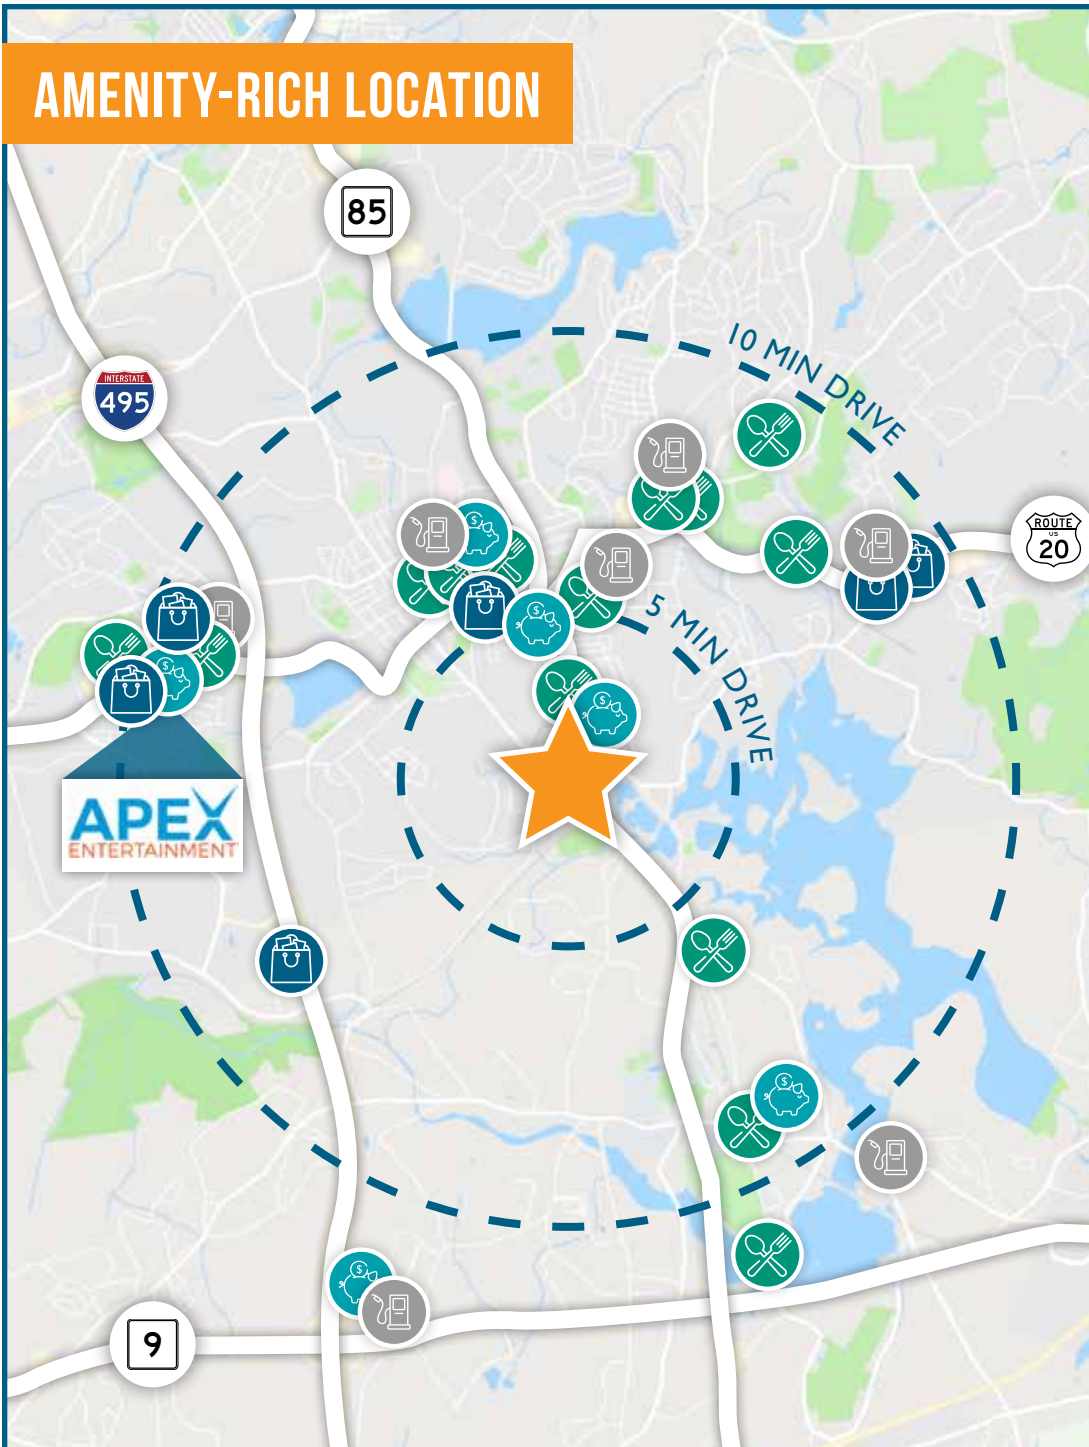 AMENITY-RICH LOCATION
85
10 MIN DRIVE
INTERSTATE
495
ROUTE
US
20
$
$
5 MIN DRIVE
$
$
APEX
ENTERTAINMENT
$
$
9